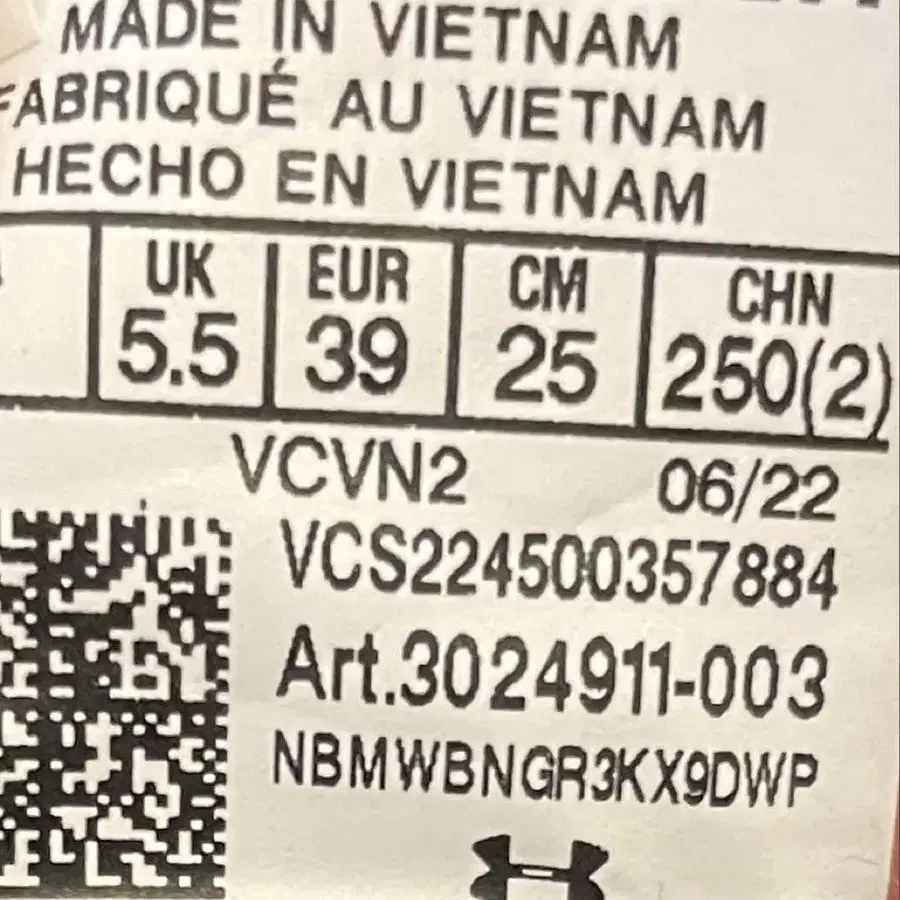 MADE IN VIETNAM
FABRIQUÉ AU VIETNAM
HECHO EN VIETNAM
UK EUR CM CHN
5.5 39 25 250(2)
VCVN2 06/22
VCS224500357884
Art.3024911-003
NBMWBNGR3KX9DWP